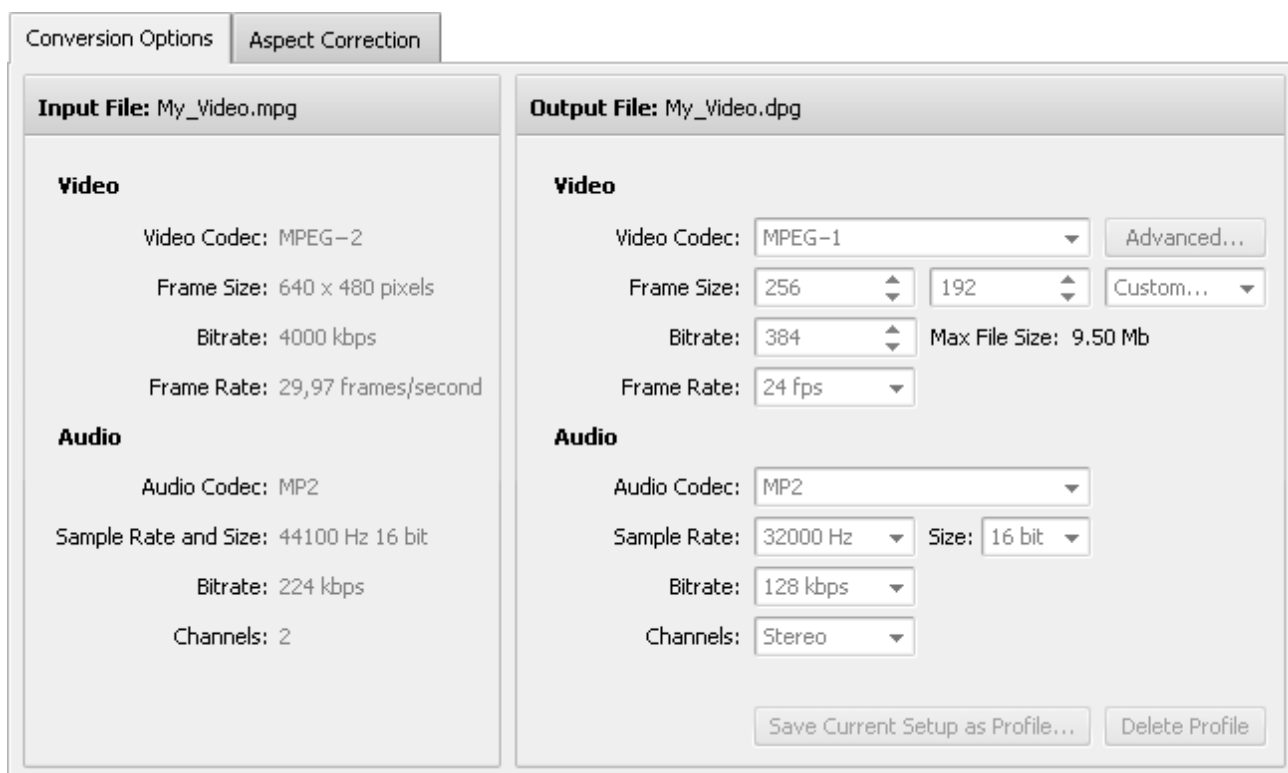 Conversion Options Aspect Correction
Input File: My_Video.mpg
Video
Video Codec: MPEG-2
Frame Size: 640 x 480 pixels
Bitrate: 4000 kbps
Frame Rate: 29,97 frames/second
Audio
Audio Codec: MP2
Sample Rate and Size: 44100 Hz 16 bit
Bitrate: 224 kbps
Channels: 2
Output File: My_Video.dpg
Video
Video Codec: MPEG-1 Advanced...
Frame Size: 256 192 Custom...
Bitrate: 384 Max File Size: 9.50 Mb
Frame Rate: 24 fps
Audio
Audio Codec: MP2
Sample Rate: 32000 Hz Size: 16 bit
Bitrate: 128 kbps
Channels: Stereo
Save Current Setup as Profile... Delete Profile